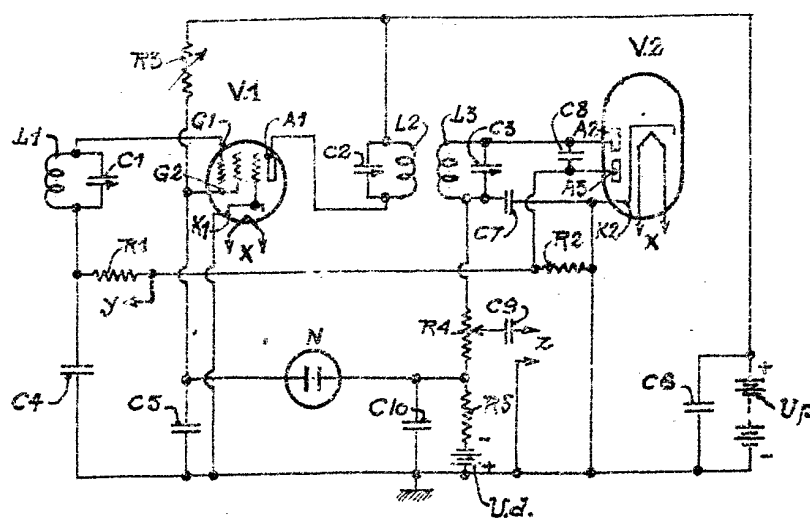 R3
V.1
V.2
G1
A1
L1
C1
G2
K1
X
C2
L2
L3
C3
C8
A2
A3
C7
K2
X
R1
R2
y
N
R4
C9
Z
C4
C5
C10
R5
C6
+
Up
-
-
+
U.d.